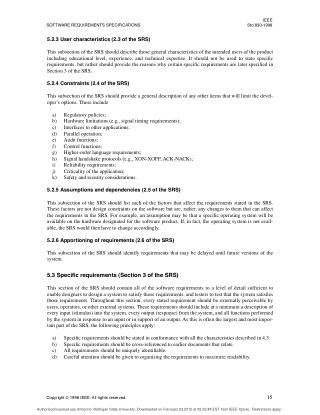 IEEE
SOFTWARE REQUIREMENTS SPECIFICATIONS Std 830-1998
5.2.3 User characteristics (2.3 of the SRS)
This subsection of the SRS should describe those general characteristics of the intended users of the product
including educational level, experience, and technical expertise. It should not be used to state specific
requirements, but rather should provide the reasons why certain specific requirements are later specified in
Section 3 of the SRS.
5.2.4 Constraints (2.4 of the SRS)
This subsection of the SRS should provide a general description of any other items that will limit the devel-
oper's options. These include
a) Regulatory policies;
b) Hardware limitations (e.g., signal timing requirements);
c) Interfaces to other applications;
d) Parallel operation;
e) Audit functions;
f) Control functions;
g) Higher-order language requirements;
h) Signal handshake protocols (e.g., XON-XOFF, ACK-NACK);
i) Reliability requirements;
j) Criticality of the application;
k) Safety and security considerations.
5.2.5 Assumptions and dependencies (2.5 of the SRS)
This subsection of the SRS should list each of the factors that affect the requirements stated in the SRS.
These factors are not design constraints on the software but are, rather, any changes to them that can affect
the requirements in the SRS. For example, an assumption may be that a specific operating system will be
available on the hardware designated for the software product. If, in fact, the operating system is not avail-
able, the SRS would then have to change accordingly.
5.2.6 Apportioning of requirements (2.6 of the SRS)
This subsection of the SRS should identify requirements that may be delayed until future versions of the
system.
5.3 Specific requirements (Section 3 of the SRS)
This section of the SRS should contain all of the software requirements to a level of detail sufficient to
enable designers to design a system to satisfy those requirements, and testers to test that the system satisfies
those requirements. Throughout this section, every stated requirement should be externally perceivable by
users, operators, or other external systems. These requirements should include at a minimum a description of
every input (stimulus) into the system, every output (response) from the system, and all functions performed
by the system in response to an input or in support of an output. As this is often the largest and most impor-
tant part of the SRS, the following principles apply:
a) Specific requirements should be stated in conformance with all the characteristics described in 4.3.
b) Specific requirements should be cross-referenced to earlier documents that relate.
c) All requirements should be uniquely identifiable.
d) Careful attention should be given to organizing the requirements to maximize readability.
Copyright © 1998 IEEE. All rights reserved. 15
Authorized licensed use limited to: Michigan State University. Downloaded on February 23,2010 at EST from IEEE Xplore. Restrictions apply.